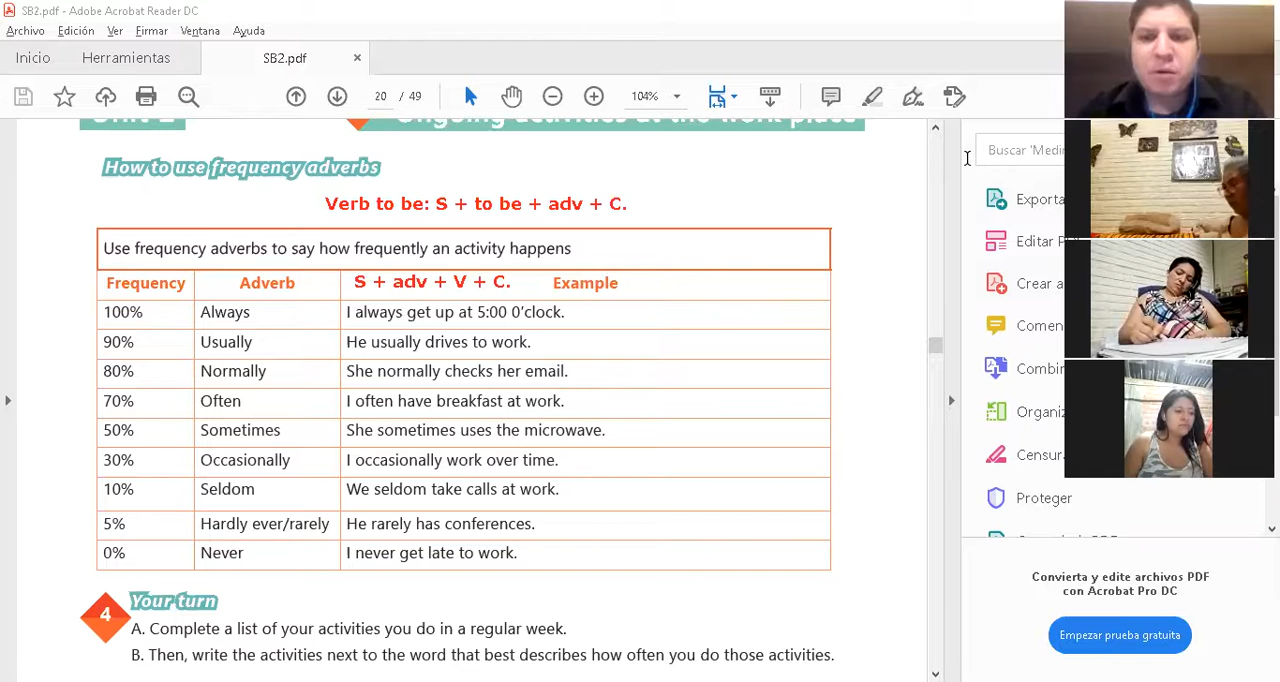 SB2.pdf - Adobe Acrobat Reader DC
Archivo Edición Ver Firmar Ventana Ayuda
Inicio Herramientas SB2.pdf ×
20 / 49 104%
Ongoing activities at the work place
How to use frequency adverbs
Verb to be: S + to be + adv + C.
Use frequency adverbs to say how frequently an activity happens
Frequency Adverb S + adv + V + C. Example
100% Always I always get up at 5:00 0'clock.
90% Usually He usually drives to work.
80% Normally She normally checks her email.
70% Often I often have breakfast at work.
50% Sometimes She sometimes uses the microwave.
30% Occasionally I occasionally work over time.
10% Seldom We seldom take calls at work.
5% Hardly ever/rarely He rarely has conferences.
0% Never I never get late to work.
4 Your turn
A. Complete a list of your activities you do in a regular week.
B. Then, write the activities next to the word that best describes how often you do those activities.
Buscar 'Medi
Exporta
Editar P
Crear a
Comen
Combin
Organiz
Censur
Proteger
Convierta y edite archivos PDF
con Acrobat Pro DC
Empezar prueba gratuita